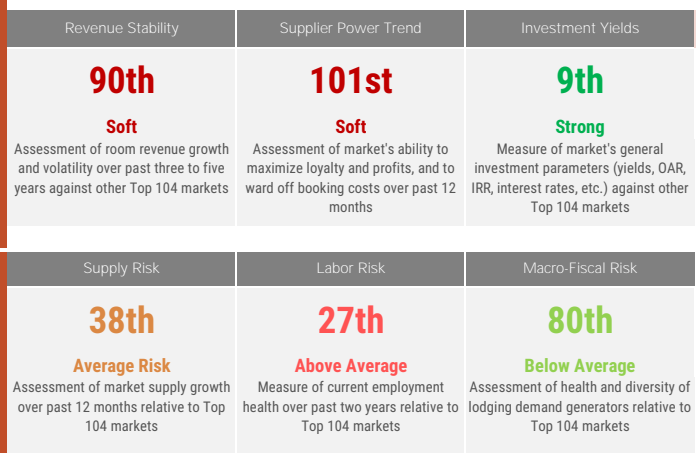 Revenue Stability
Supplier Power Trend
Investment Yields
90th
101st
9th
Soft
Soft
Strong
Assessment of room revenue growth
and volatility over past three to five
years against other Top 104 markets
Assessment of market's ability to
maximize loyalty and profits, and to
ward off booking costs over past 12
months
Measure of market's general
investment parameters (yields, OAR,
IRR, interest rates, etc.) against other
Top 104 markets
Supply Risk
Labor Risk
Macro-Fiscal Risk
38th
27th
80th
Average Risk
Above Average
Below Average
Assessment of market supply growth
over past 12 months relative to Top
104 markets
Measure of current employment
health over past two years relative to
Top 104 markets
Assessment of health and diversity of
lodging demand generators relative to
Top 104 markets